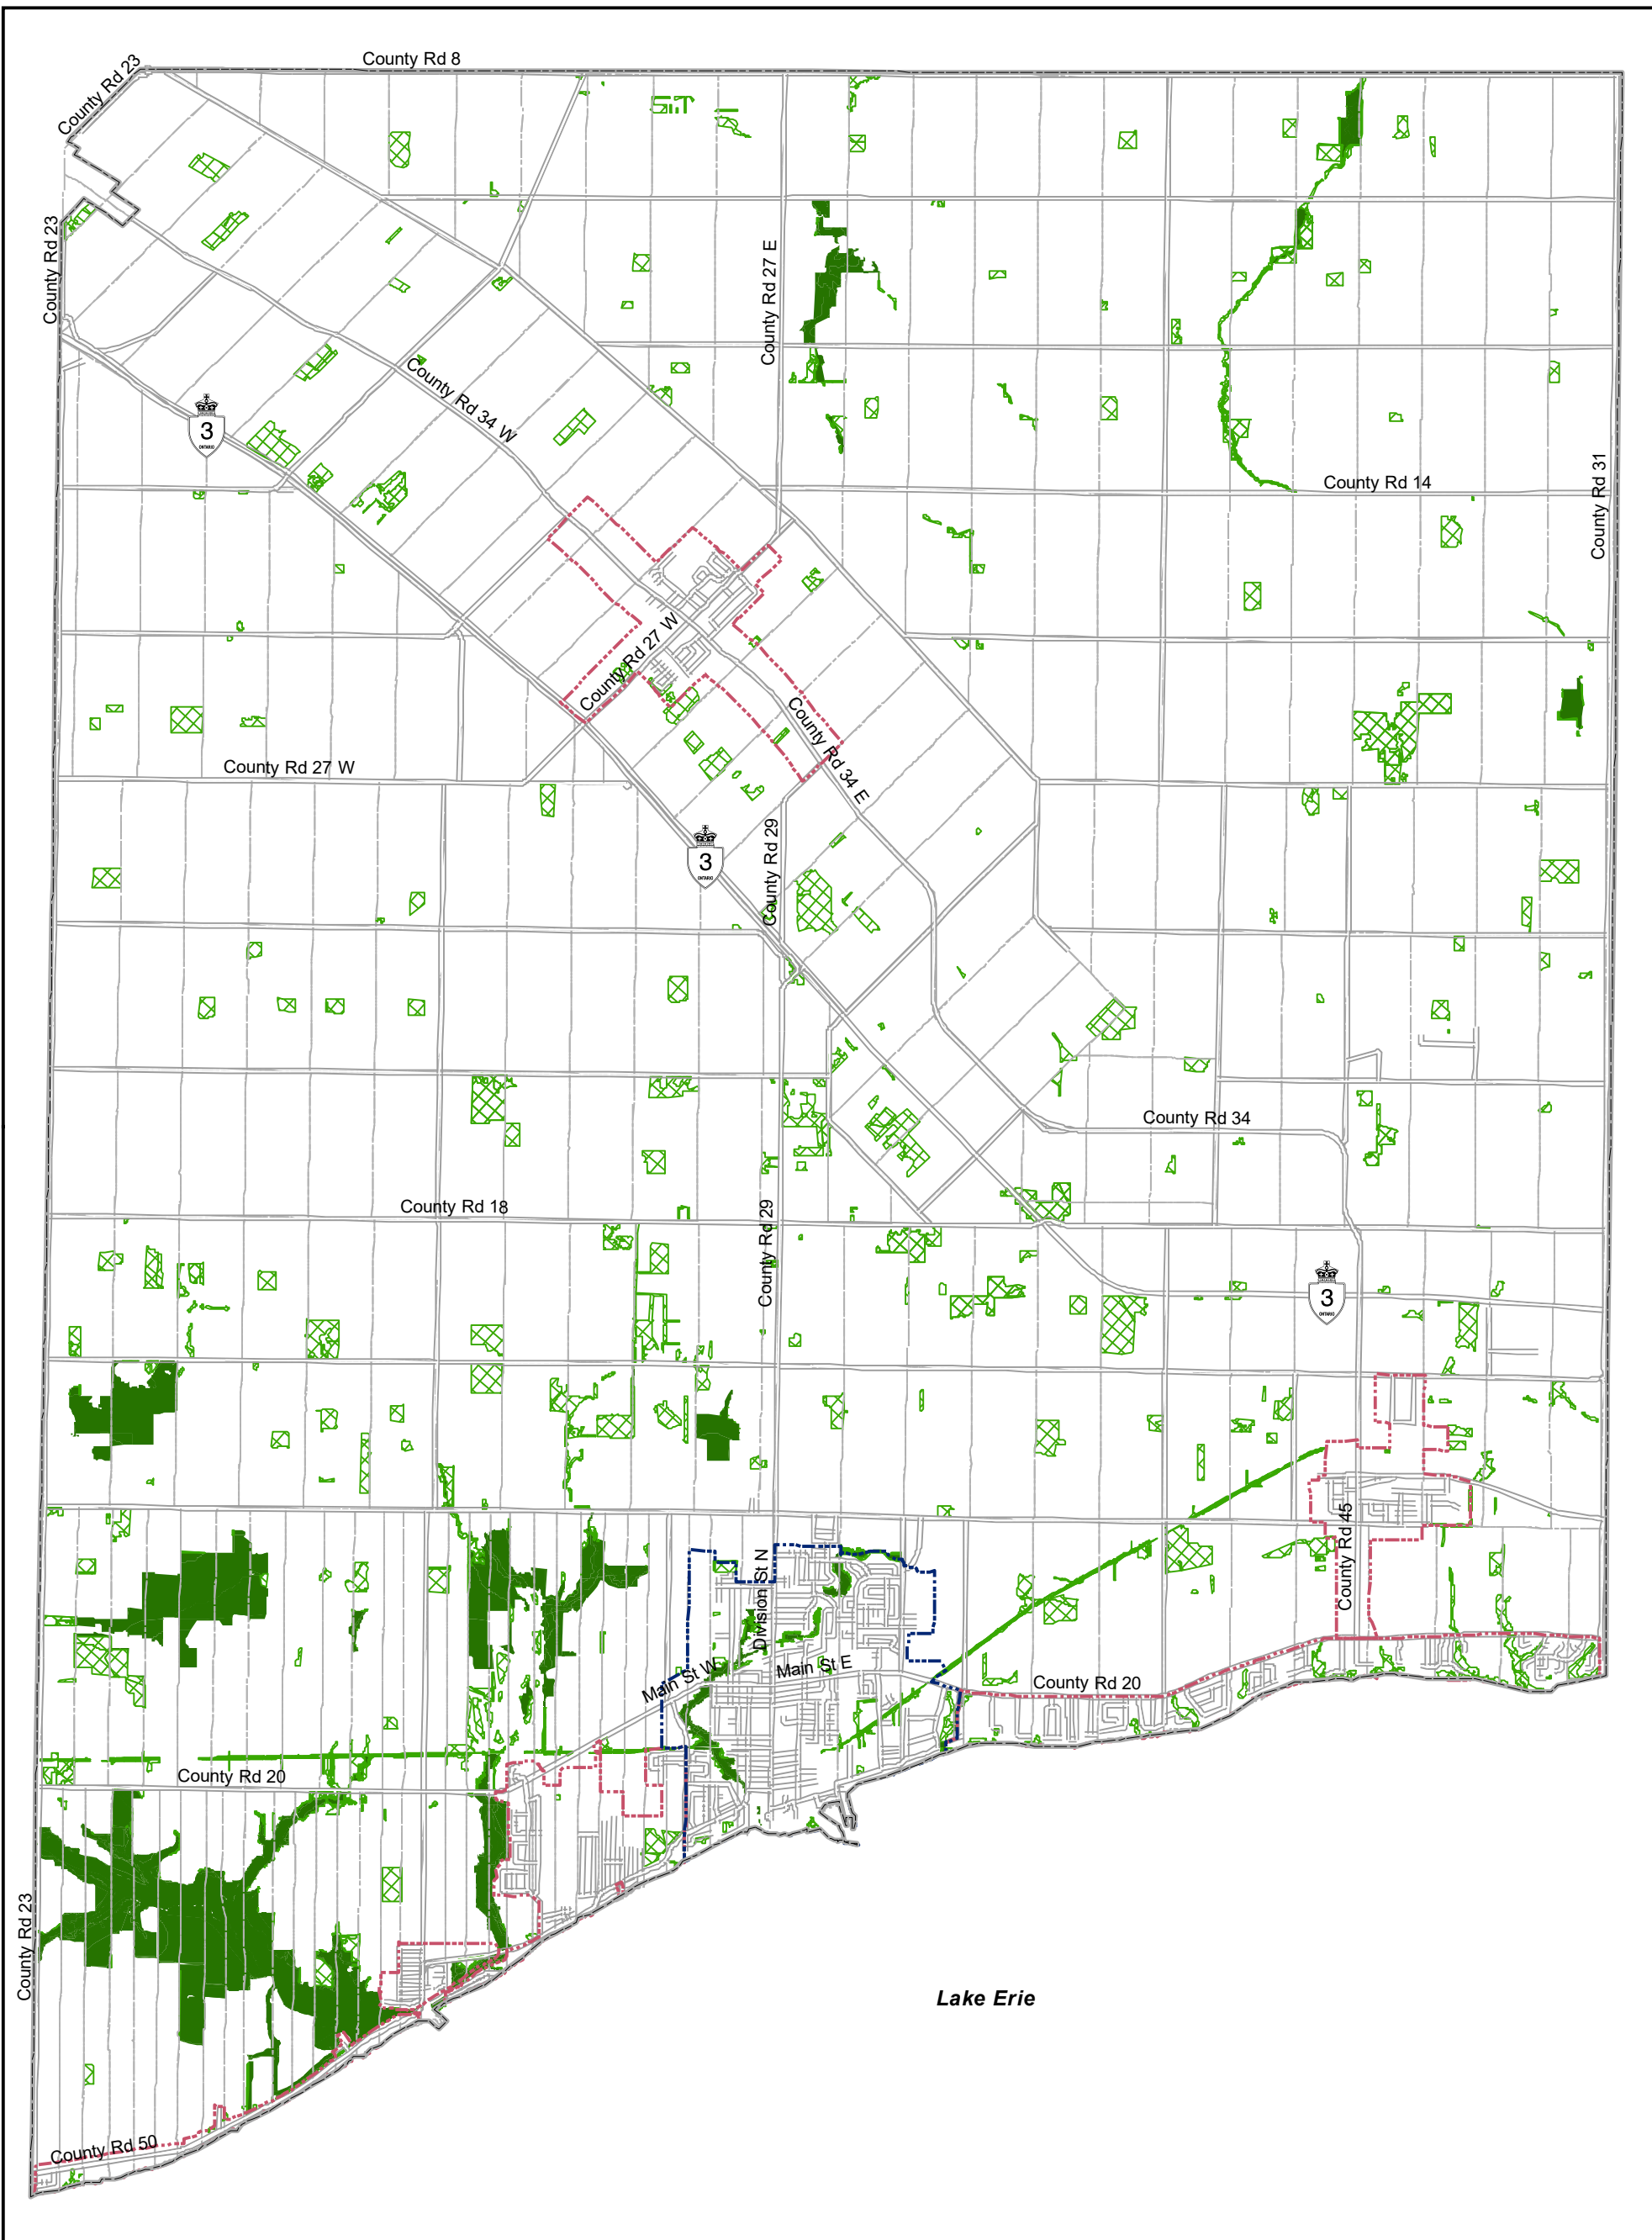 County Rd 8
County Rd 23
County Rd 23
County Rd 27 E
County Rd 34 W
3
ONTARIO
County Rd 14
County Rd 31
County Rd 27 W
County Rd 34 E
County Rd 27 W
County Rd 29
3
ONTARIO
County Rd 34
County Rd 18
County Rd 29
3
ONTARIO
County Rd 45
Division St N
Main St W
Main St E
County Rd 20
County Rd 20
County Rd 23
Lake Erie
County Rd 50